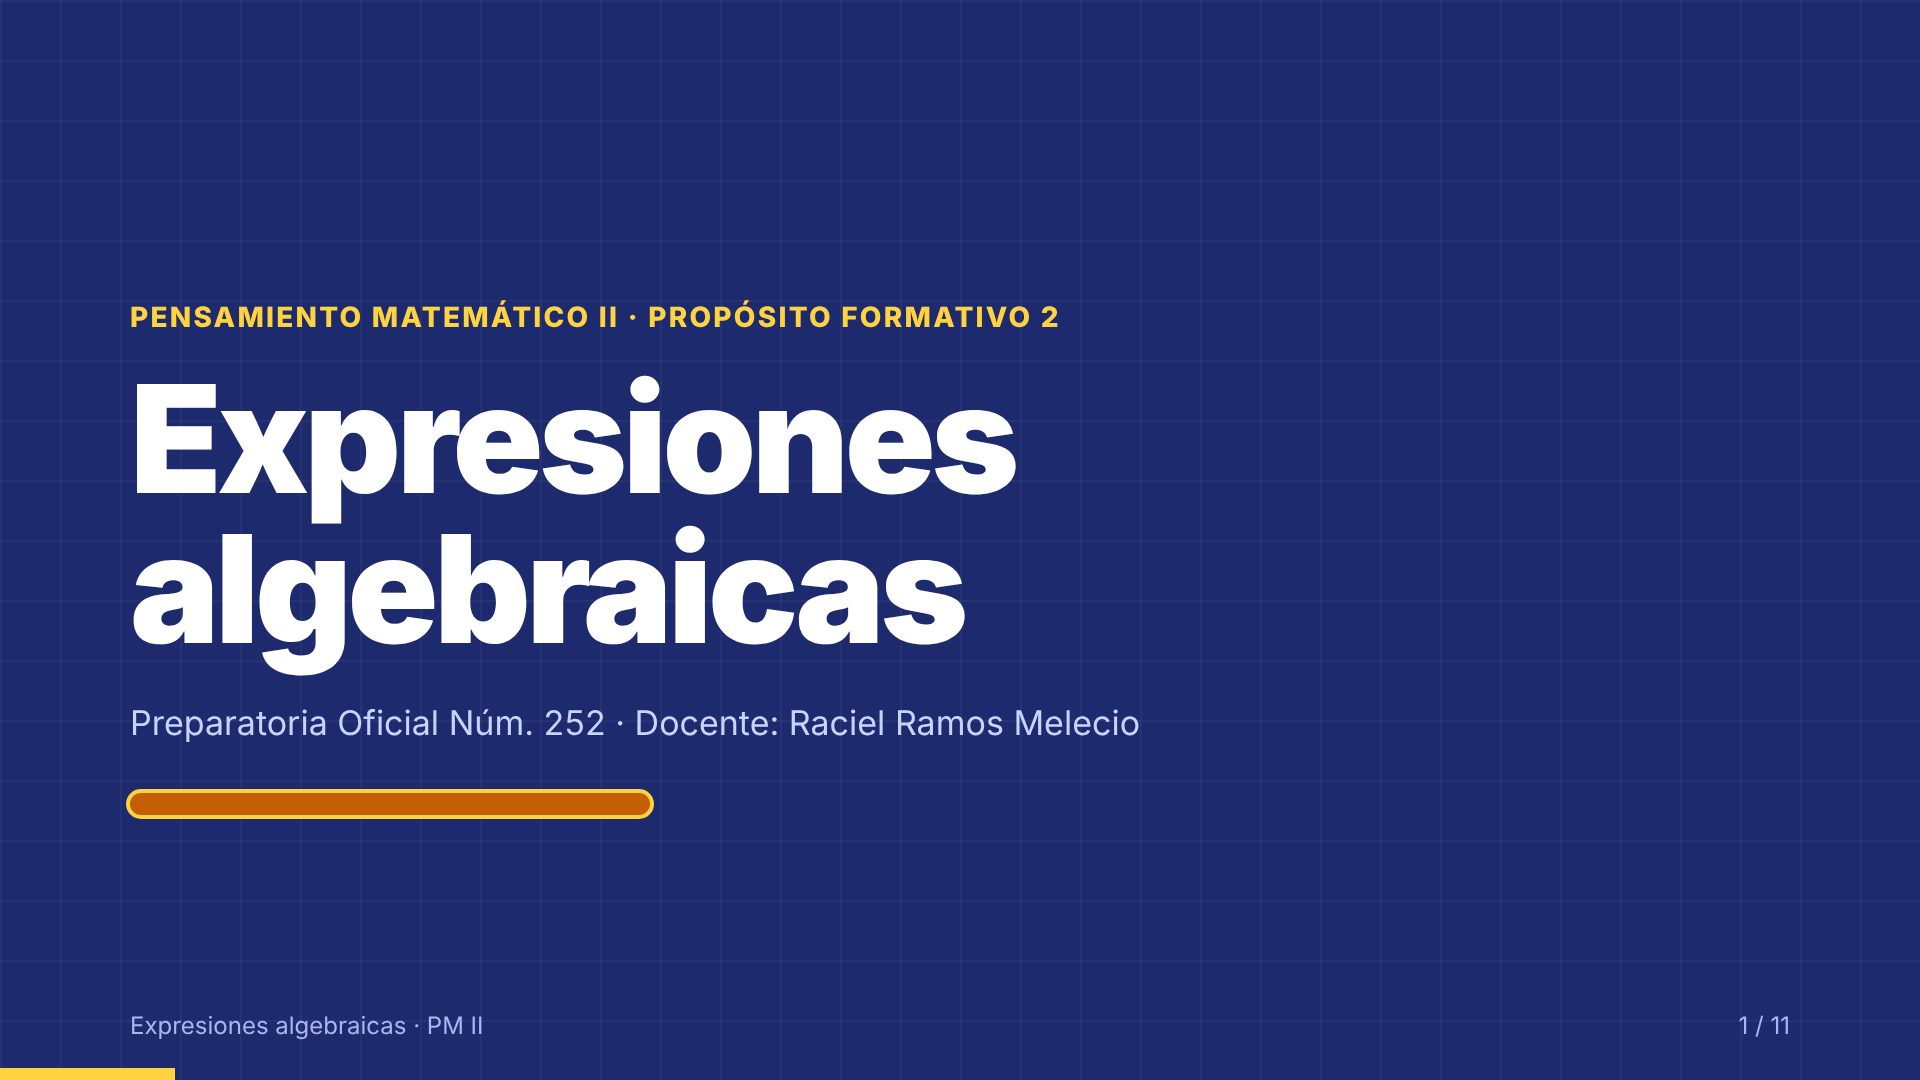 PENSAMIENTO MATEMÁTICO II · PROPÓSITO FORMATIVO 2
Expresiones
algebraicas
Preparatoria Oficial Núm. 252 · Docente: Raciel Ramos Melecio
Expresiones algebraicas · PM II
1 / 11